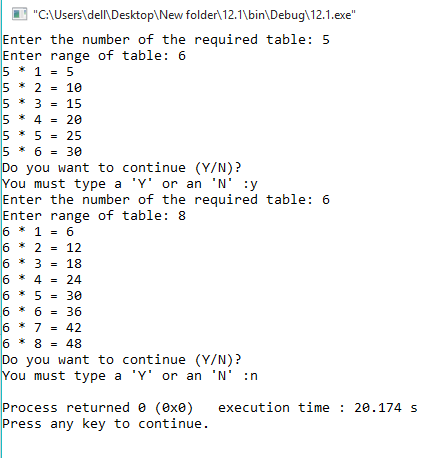 "C:\Users\dell\Desktop\New folder\12.1\bin\Debug\12.1.exe"
Enter the number of the required table: 5
Enter range of table: 6
5 * 1 = 5
5 * 2 = 10
5 * 3 = 15
5 * 4 = 20
5 * 5 = 25
5 * 6 = 30
Do you want to continue (Y/N)?
You must type a 'Y' or an 'N' :y
Enter the number of the required table: 6
Enter range of table: 8
6 * 1 = 6
6 * 2 = 12
6 * 3 = 18
6 * 4 = 24
6 * 5 = 30
6 * 6 = 36
6 * 7 = 42
6 * 8 = 48
Do you want to continue (Y/N)?
You must type a 'Y' or an 'N' :n
Process returned 0 (0x0)   execution time : 20.174 s
Press any key to continue.